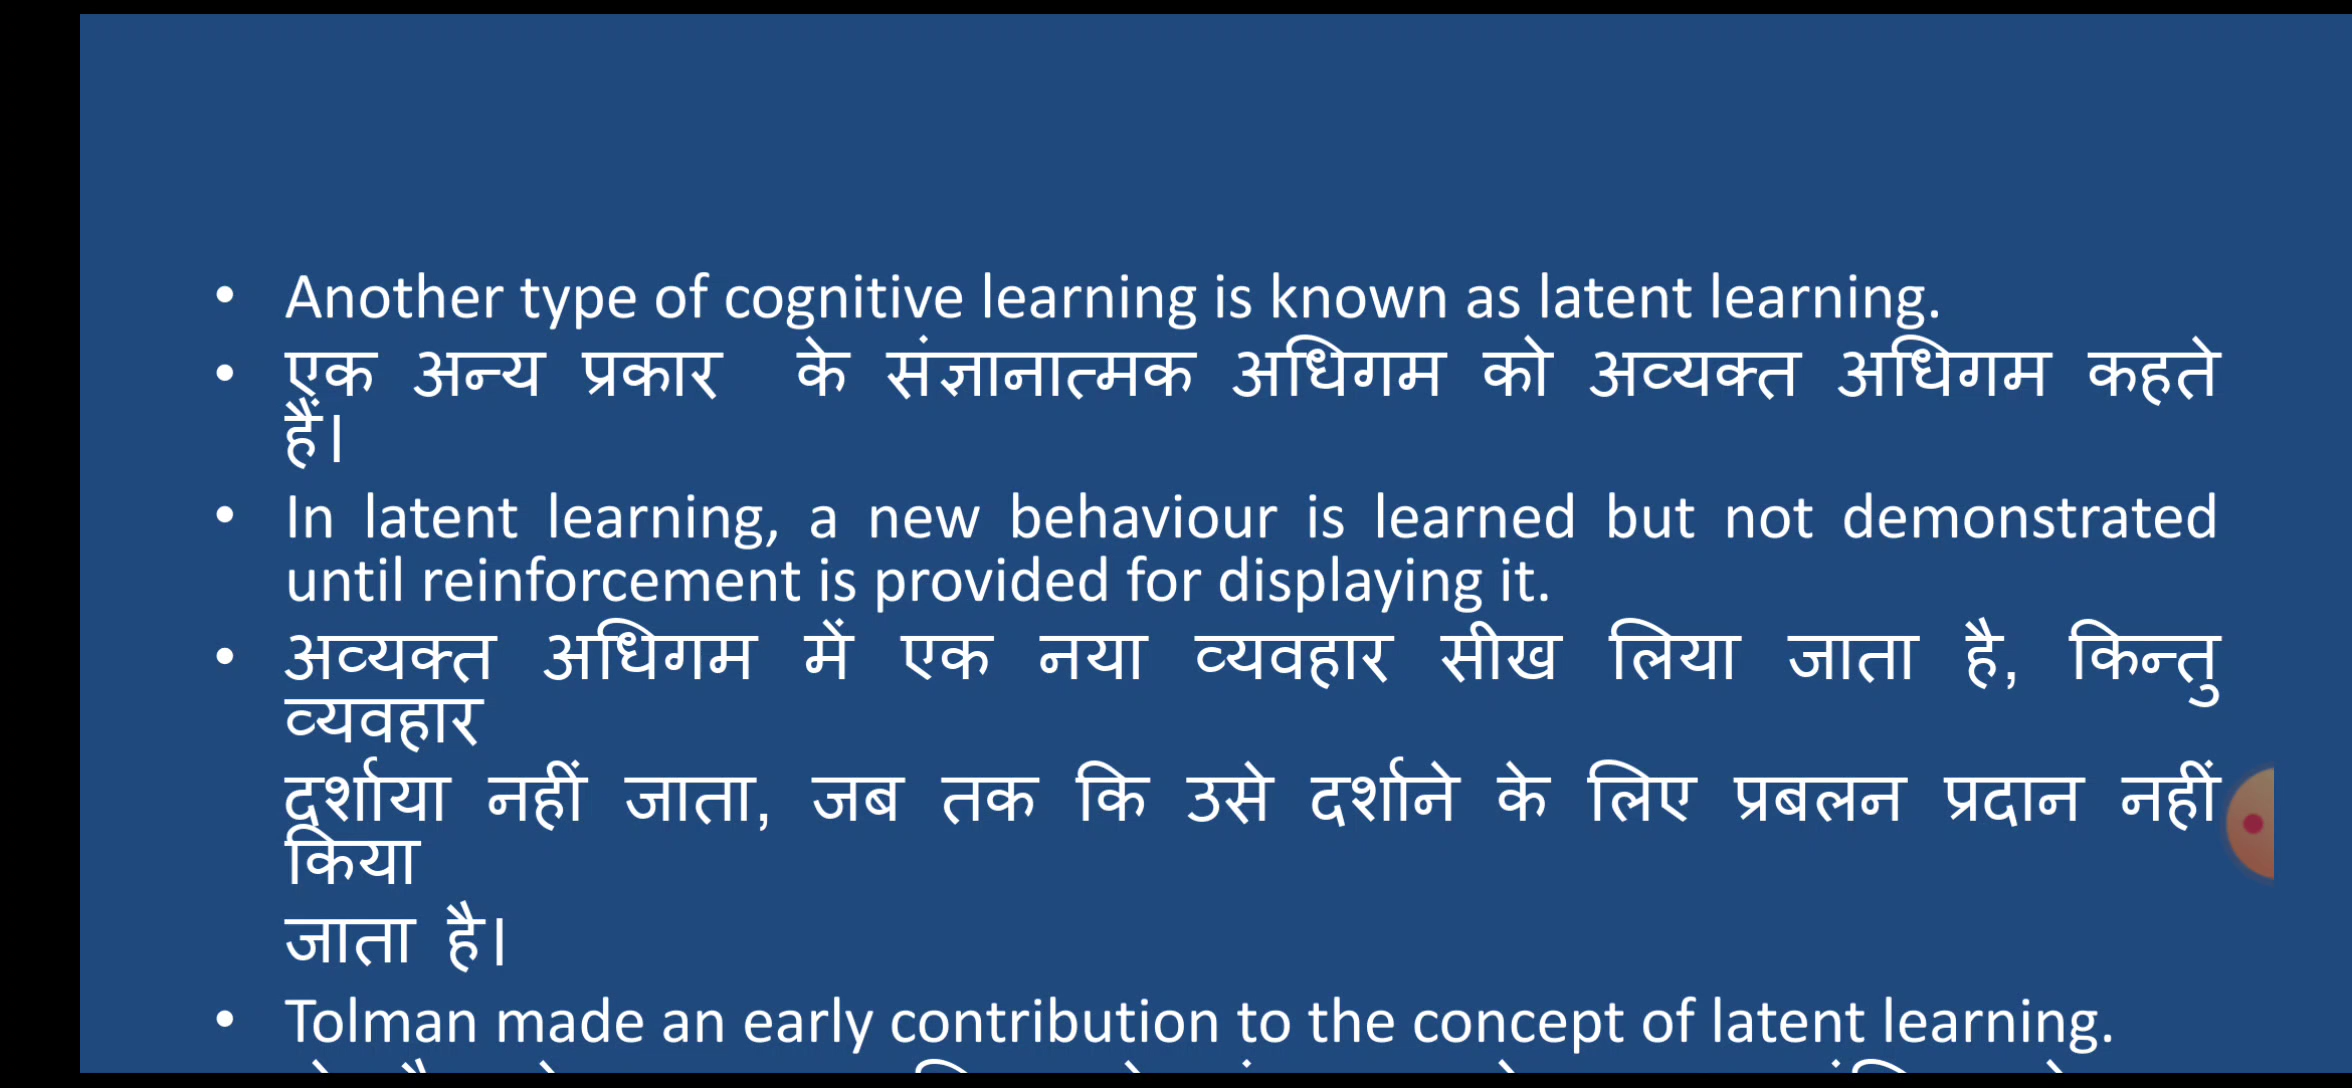 • Another type of cognitive learning is known as latent learning.
• एक अन्य प्रकार के संज्ञानात्मक अधिगम को अव्यक्त अधिगम कहते
हैं।
• In latent learning, a new behaviour is learned but not demonstrated
until reinforcement is provided for displaying it.
• अव्यक्त अधिगम में एक नया व्यवहार सीख लिया जाता है, किन्तु
व्यवहार
दर्शाया नहीं जाता, जब तक कि उसे दर्शाने के लिए प्रबलन प्रदान नहीं
किया
जाता है।
• Tolman made an early contribution to the concept of latent learning.